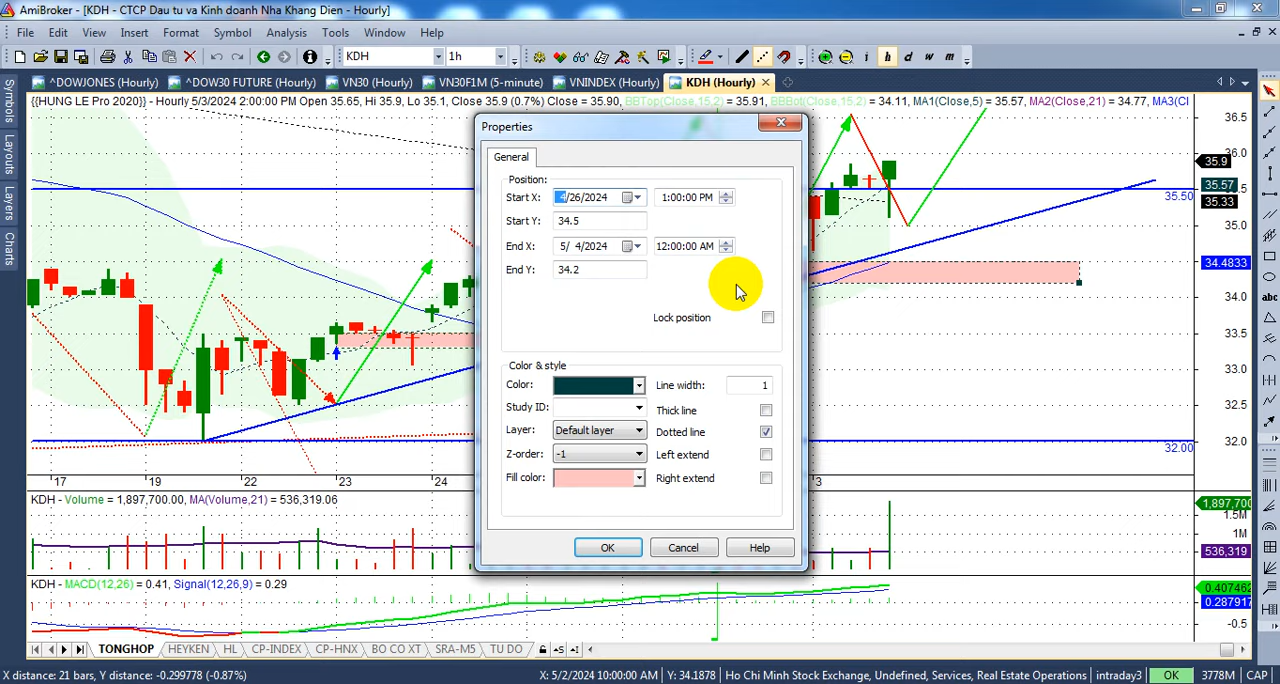 AmiBroker - [KDH - CTCP Dau tu va Kinh doanh Nha Khang Dien - Hourly]
File Edit View Insert Format Symbol Analysis Tools Window Help
KDH 1h i h d w m
^DOWJONES (Hourly) ^DOW30 FUTURE (Hourly) VN30 (Hourly) VN30F1M (5-minute) VNINDEX (Hourly) KDH (Hourly)
Symbols
Layouts
Layers
Charts
{{HUNG LE Pro 2020}} - Hourly 5/3/2024 2:00:00 PM Open 35.65, Hi 35.9, Lo 35.1, Close 35.9 (0.7%) Close = 35.90, BBTop(Close,15,2) = 35.91, BBBot(Close,15,2) = 34.11, MA1(Close,5) = 35.57, MA2(Close,21) = 34.77, MA3(Cl
Properties
General
Position:
Start X: 4/26/2024 1:00:00 PM
Start Y: 34.5
End X: 5/ 4/2024 12:00:00 AM
End Y: 34.2
Lock position
Color & style
Color: Line width: 1
Study ID: Thick line
Layer: Default layer Dotted line
Z-order: -1 Left extend
Fill color: Right extend
OK Cancel Help
36.5
36.0
35.9
35.57
35.50
35.33
35.0
34.4833
34.0
33.5
33.0
32.5
32.0
32.00
17 19 22 23 24 3
KDH - Volume = 1,897,700.00, MA(Volume,21) = 536,319.06
1,897,700
1.5M
1M
536,319
KDH - MACD(12,26) = 0.41, Signal(12,26,9) = 0.29
0.407462
0.287917
-0.5
TONGHOP HEYKEN HL CP-INDEX CP-HNX BO CO XT SRA-M5 TU DO
X distance: 21 bars, Y distance: -0.299778 (-0.87%) X: 5/2/2024 10:00:00 AM Y: 34.1878 Ho Chi Minh Stock Exchange, Undefined, Services, Real Estate Operations intraday3 OK 3778M CAP
abc